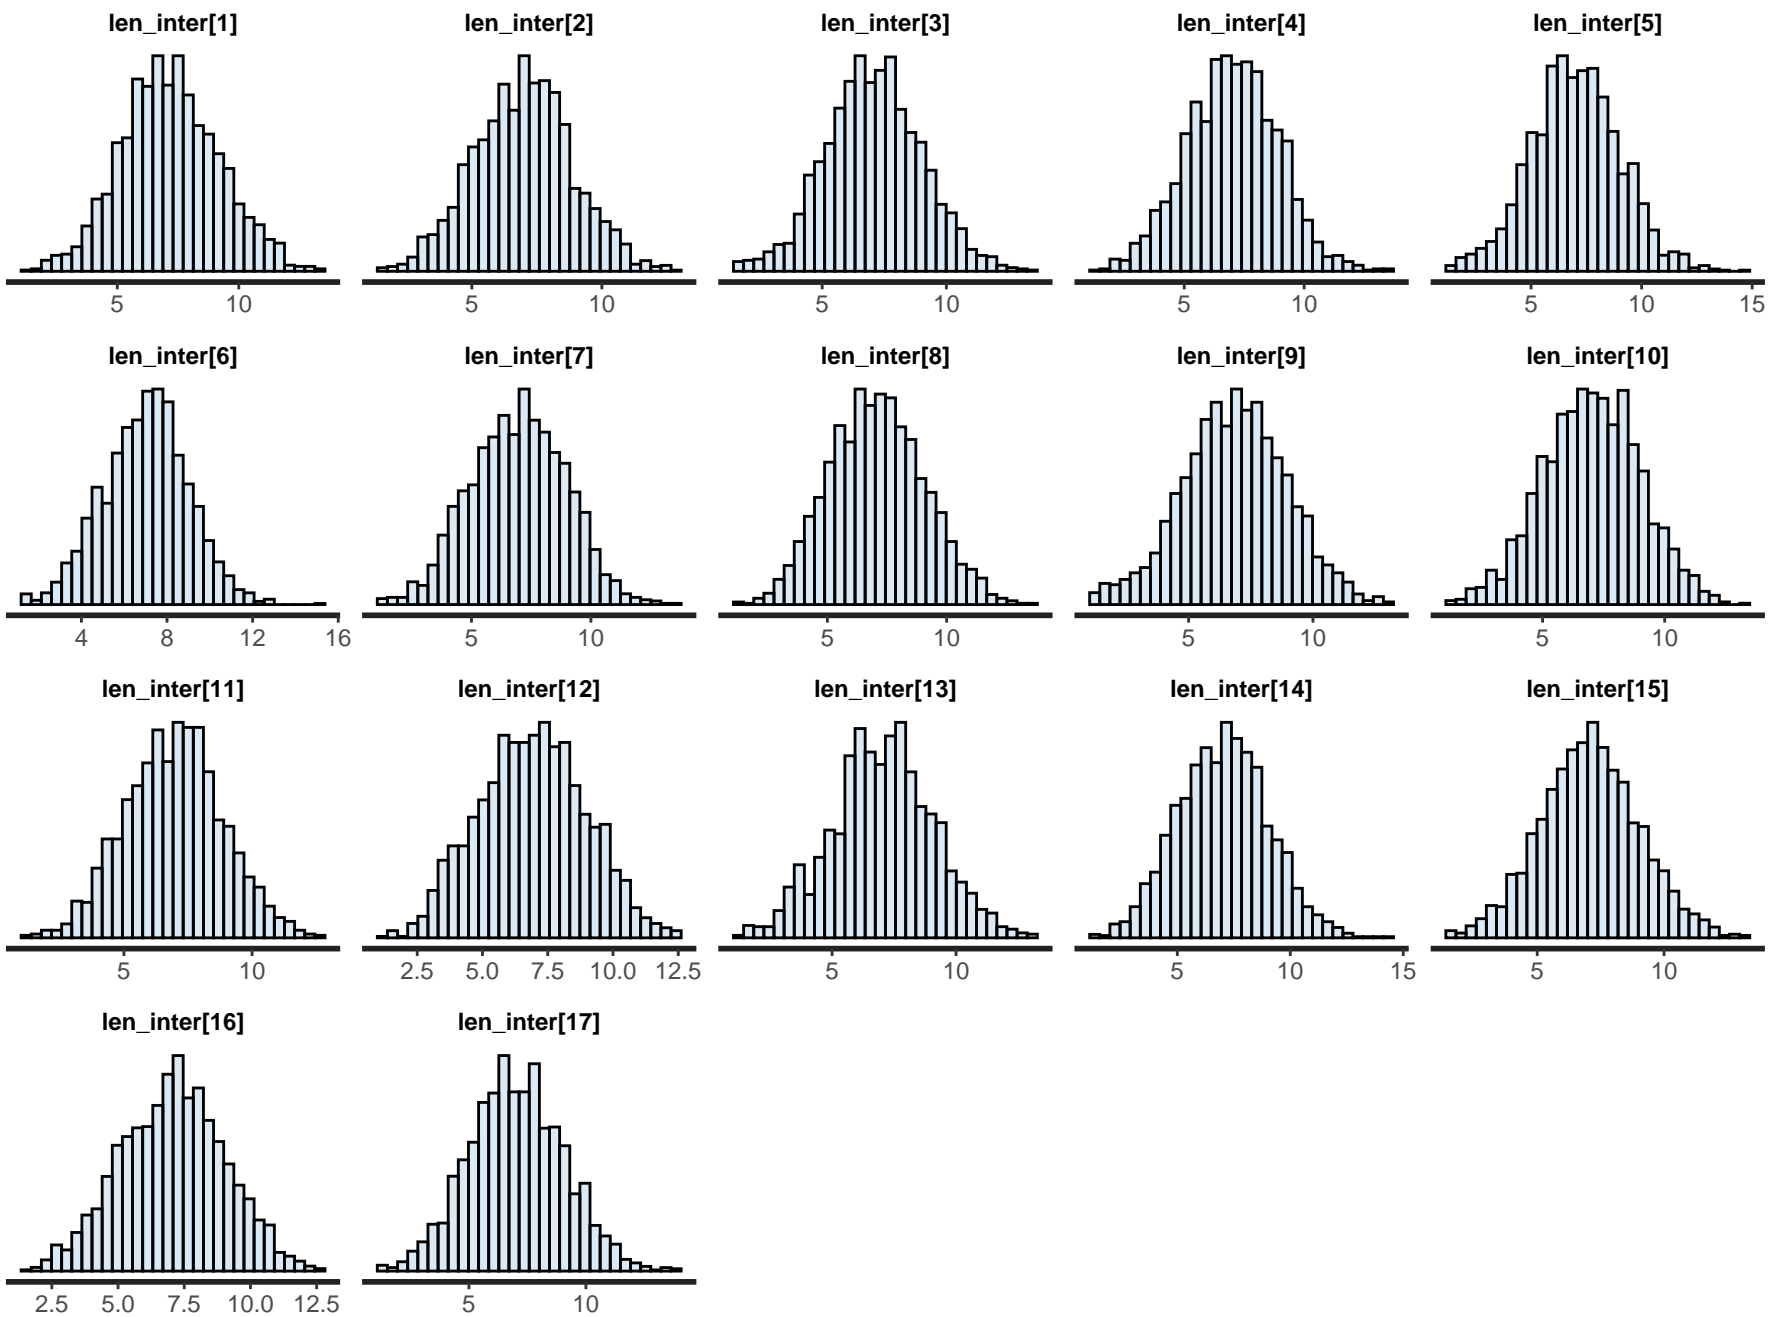 len_inter[1] len_inter[2] len_inter[3] len_inter[4] len_inter[5]
5 10 5 10 5 10 5 10 5 10 15
len_inter[6] len_inter[7] len_inter[8] len_inter[9] len_inter[10]
4 8 12 16 5 10 5 10 5 10 5 10
len_inter[11] len_inter[12] len_inter[13] len_inter[14] len_inter[15]
5 10 2.5 5.0 7.5 10.0 12.5 5 10 5 10 15 5 10
len_inter[16] len_inter[17]
2.5 5.0 7.5 10.0 12.5 5 10